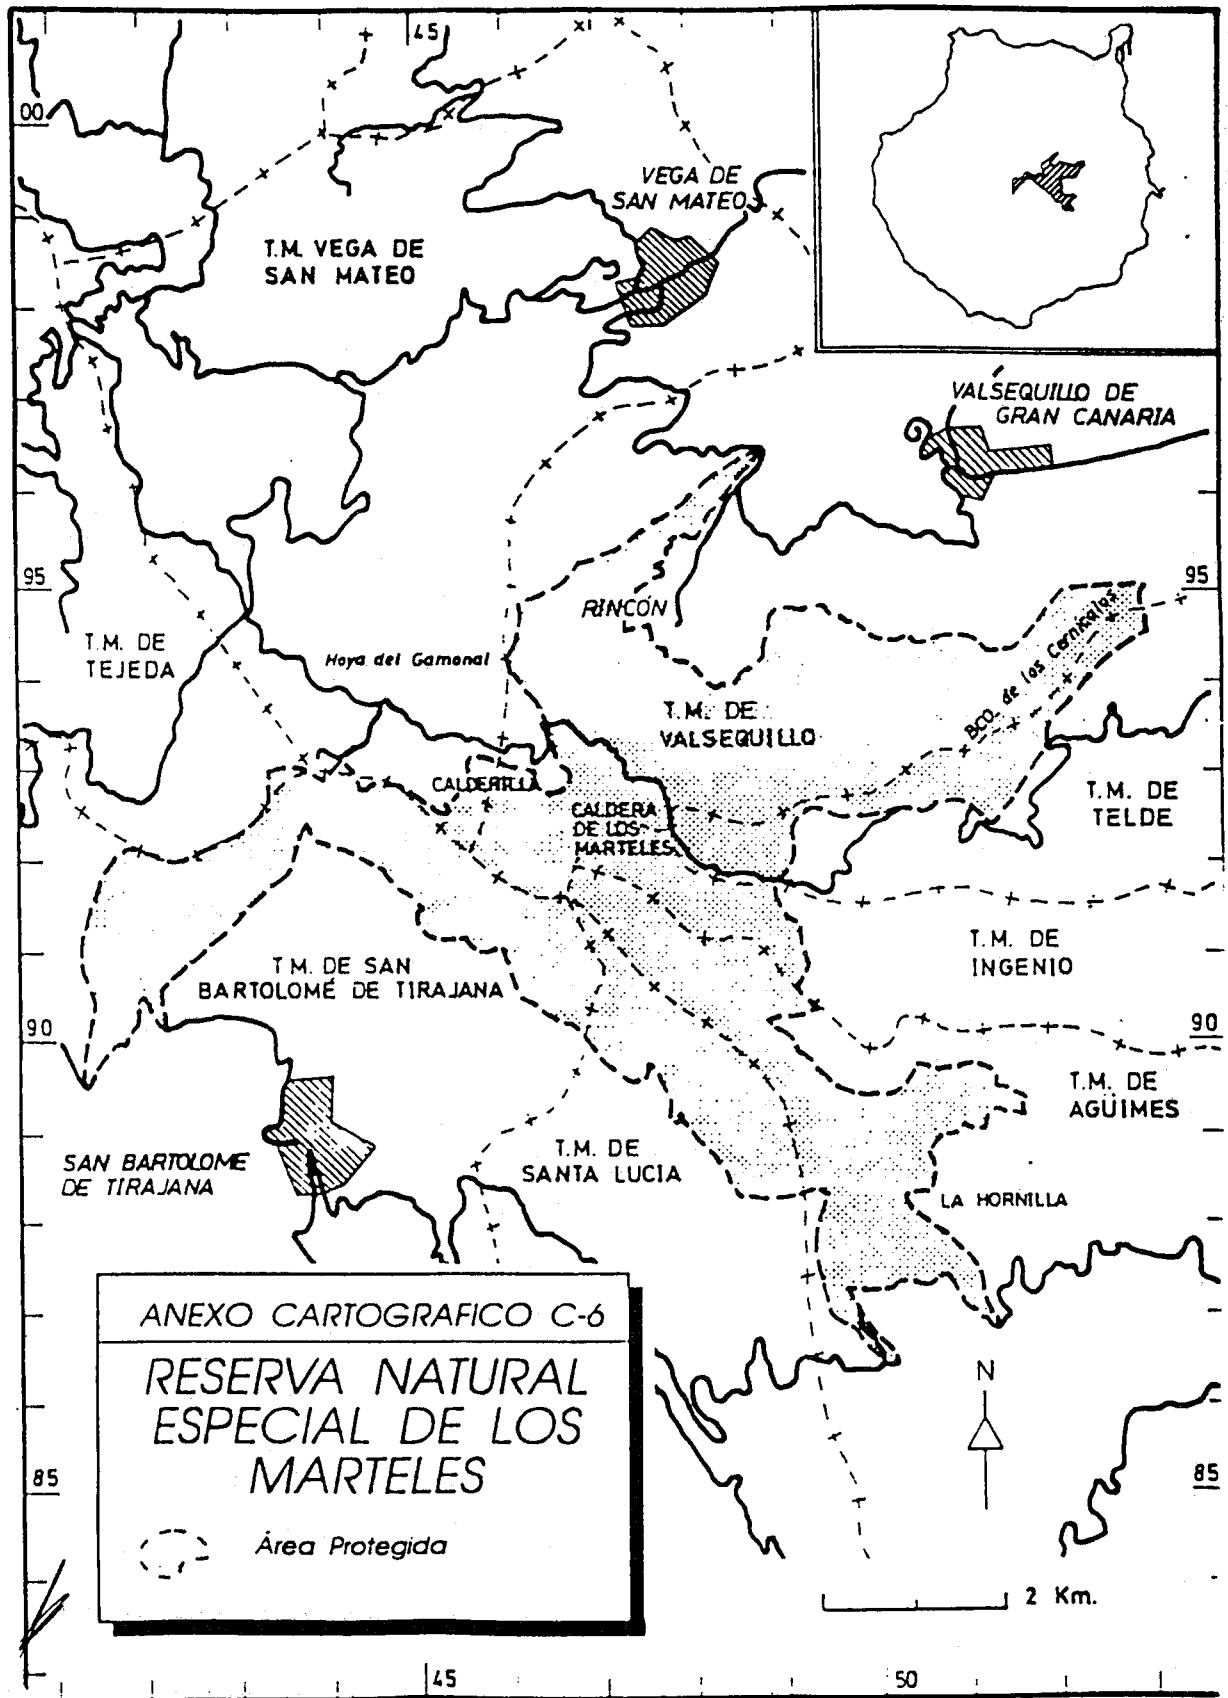 45
00
VEGA DE
SAN MATEO
T.M. VEGA DE
SAN MATEO
VALSEQUILLO DE
GRAN CANARIA
95
95
RINCÓN
BCO. de los Cernicalos
T.M. DE
TEJEDA
Hoya del Gamonal
T.M. DE
VALSEQUILLO
CALDERILLA
CALDERA
DE LOS
MARTELES
T.M. DE
TELDE
T.M. DE
INGENIO
T.M. DE SAN
BARTOLOMÉ DE TIRAJANA
90
90
T.M. DE
AGÜIMES
T.M. DE
SANTA LUCIA
SAN BARTOLOME
DE TIRAJANA
LA HORNILLA
ANEXO CARTOGRAFICO C-6
RESERVA NATURAL
ESPECIAL DE LOS
MARTELES
Área Protegida
N
85
85
2 Km.
45
50